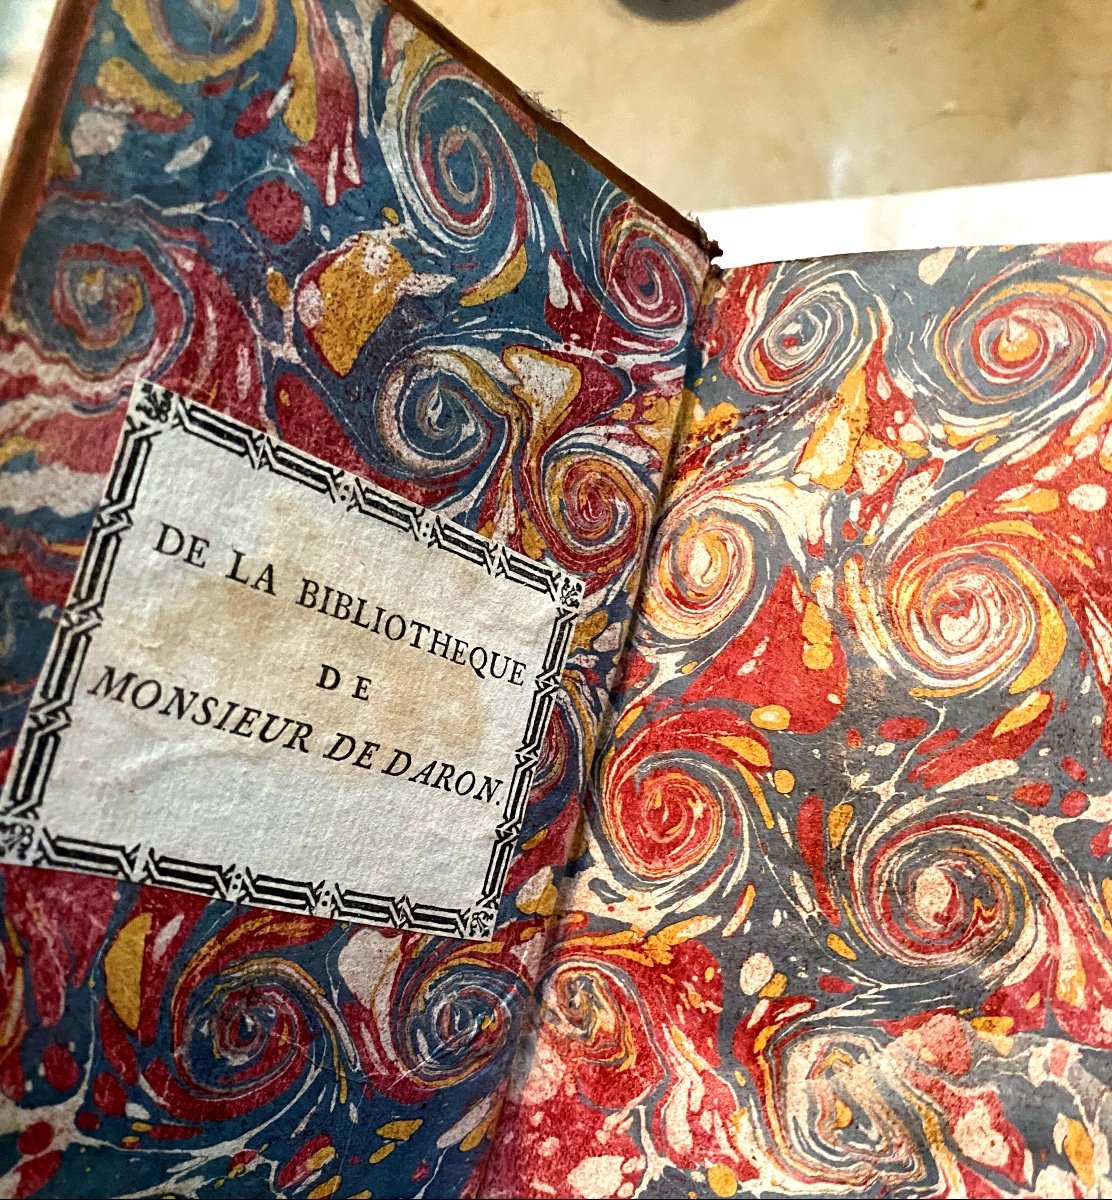 DE LA BIBLIOTHEQUE
DE
MONSIEUR DE DARON.